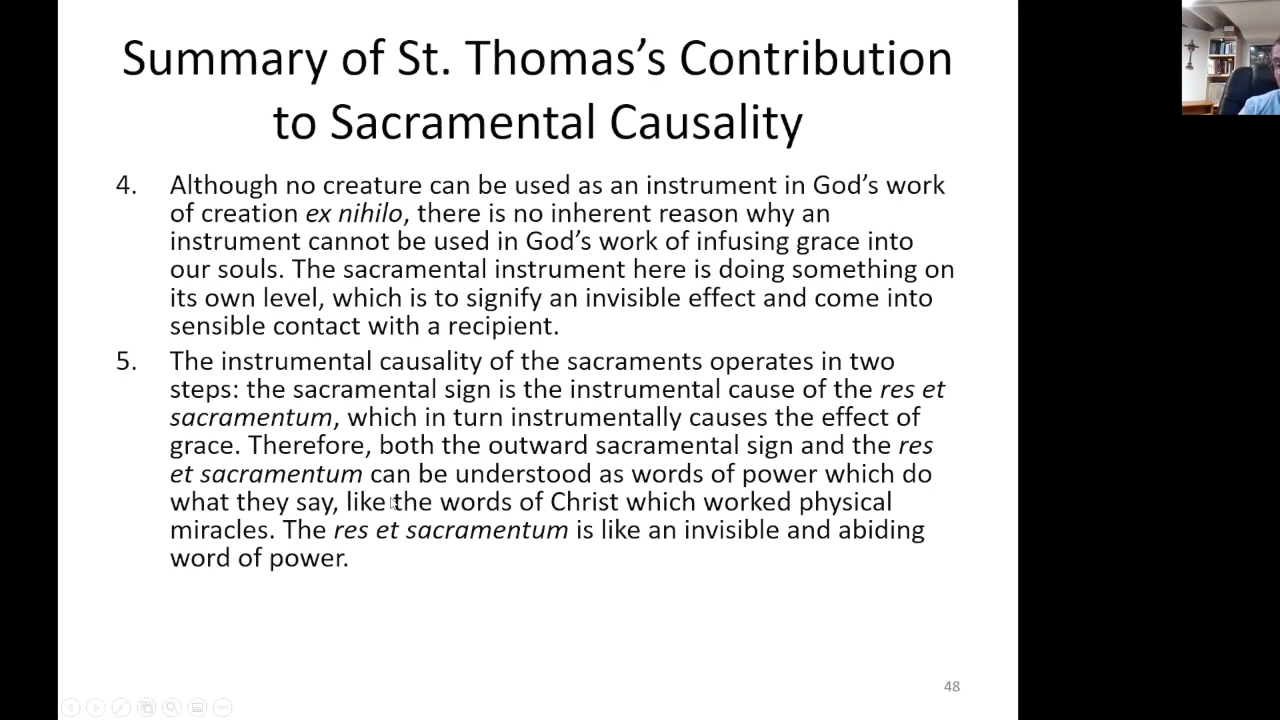 Summary of St. Thomas’s Contribution
to Sacramental Causality
4. Although no creature can be used as an instrument in God’s work
of creation ex nihilo, there is no inherent reason why an
instrument cannot be used in God’s work of infusing grace into
our souls. The sacramental instrument here is doing something on
its own level, which is to signify an invisible effect and come into
sensible contact with a recipient.
5. The instrumental causality of the sacraments operates in two
steps: the sacramental sign is the instrumental cause of the res et
sacramentum, which in turn instrumentally causes the effect of
grace. Therefore, both the outward sacramental sign and the res
et sacramentum can be understood as words of power which do
what they say, like the words of Christ which worked physical
miracles. The res et sacramentum is like an invisible and abiding
word of power.
48